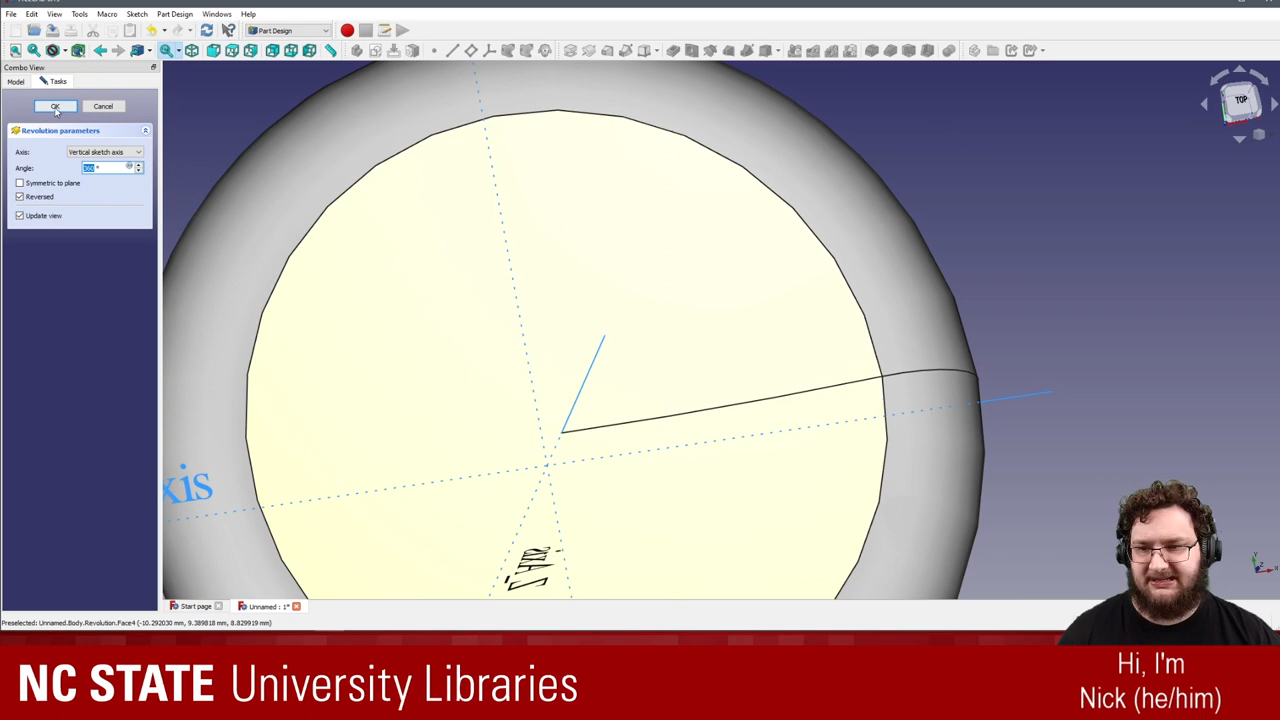 File Edit View Tools Macro Sketch Part Design Windows Help
Part Design
Combo View
Model Tasks
OK Cancel
Revolution parameters
Axis: Vertical sketch axis
Angle: 360 °
Symmetric to plane
Reversed
Update view
TOP
xis
Z Axis
Start page Unnamed : 1*
Preselected: Unnamed.Body.Revolution.Face4 (-10.292030 mm, 9.389818 mm, 8.829919 mm)
NC STATE University Libraries
Hi, I'm
Nick (he/him)